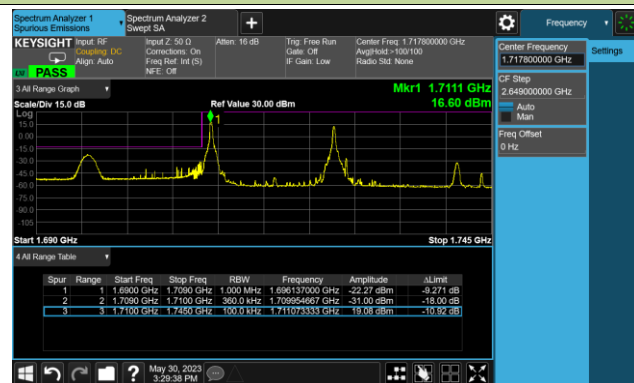 Spectrum Analyzer 1
Spurious Emissions
Spectrum Analyzer 2
Swept SA
Frequency
KEYSIGHT
Input: RF
Coupling: DC
Align: Auto
Input Z: 50 Ω
Corrections: On
Freq Ref: Int (S)
NFE: Off
Atten: 16 dB
Trig: Free Run
Gate: Off
IF Gain: Low
Center Freq: 1.717800000 GHz
Avg|Hold:>100/100
Radio Std: None
PASS
Center Frequency
1.717800000 GHz
Settings
CF Step
2.649000000 GHz
Auto
Man
Freq Offset
0 Hz
3 All Range Graph
Mkr1 1.7111 GHz
Scale/Div 15.0 dB
Ref Value 30.00 dBm
16.60 dBm
Log
1
15.0
0.00
-15.0
-30.0
-45.0
-60.0
-75.0
-90.0
-105
Start 1.690 GHz
Stop 1.745 GHz
4 All Range Table
Spur Range Start Freq Stop Freq RBW Frequency Amplitude ΔLimit
1 1 1.6900 GHz 1.7090 GHz 1.000 MHz 1.696137000 GHz -22.27 dBm -9.271 dB
2 2 1.7090 GHz 1.7100 GHz 360.0 kHz 1.709954667 GHz -31.00 dBm -18.00 dB
3 3 1.7100 GHz 1.7450 GHz 100.0 kHz 1.711073333 GHz 19.08 dBm -10.92 dB
May 30, 2023
3:29:38 PM